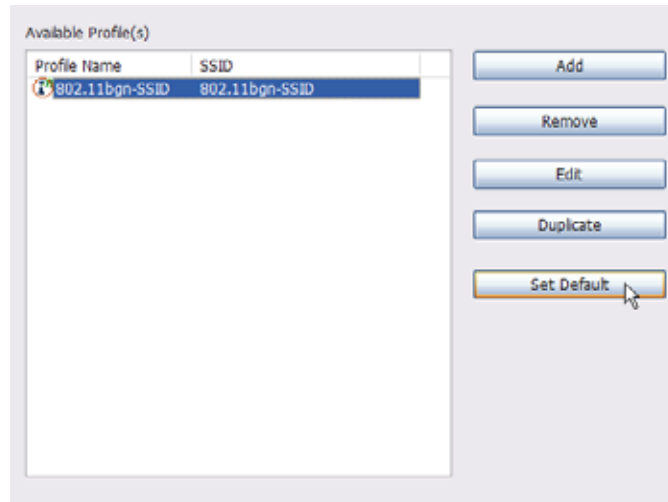 Available Profile(s)
Profile Name SSID
802.11bgn-SSID 802.11bgn-SSID
Add
Remove
Edit
Duplicate
Set Default